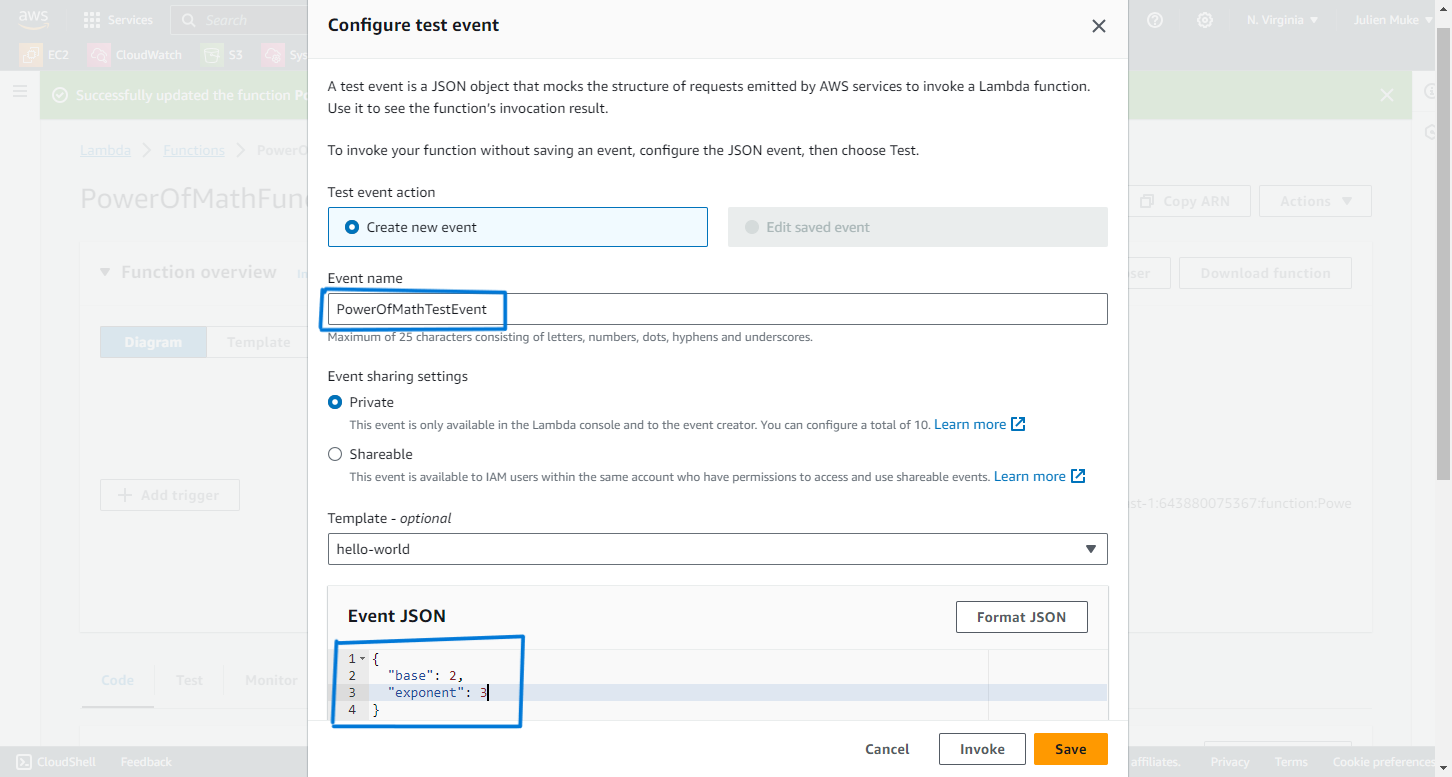 aws
Services
Search
N. Virginia
Julien Muke
EC2
CloudWatch
S3
Configure test event
Successfully updated the function
A test event is a JSON object that mocks the structure of requests emitted by AWS services to invoke a Lambda function.
Use it to see the function's invocation result.
To invoke your function without saving an event, configure the JSON event, then choose Test.
Lambda
Functions
Test event action
Copy ARN
Actions
Create new event
Edit saved event
Function overview
Download function
Event name
PowerOfMathTestEvent
Maximum of 25 characters consisting of letters, numbers, dots, hyphens and underscores.
Diagram
Template
Event sharing settings
Private
This event is only available in the Lambda console and to the event creator. You can configure a total of 10. Learn more
Shareable
This event is available to IAM users within the same account who have permissions to access and use shareable events. Learn more
Add trigger
st-1:643880075367:function:Powe
Template - optional
hello-world
Event JSON
Format JSON
1 {
2 "base": 2,
3 "exponent": 3
4 }
Code
Test
Monitor
Cancel
Invoke
Save
CloudShell
Feedback
affiliates.
Privacy
Terms
Cookie preferences